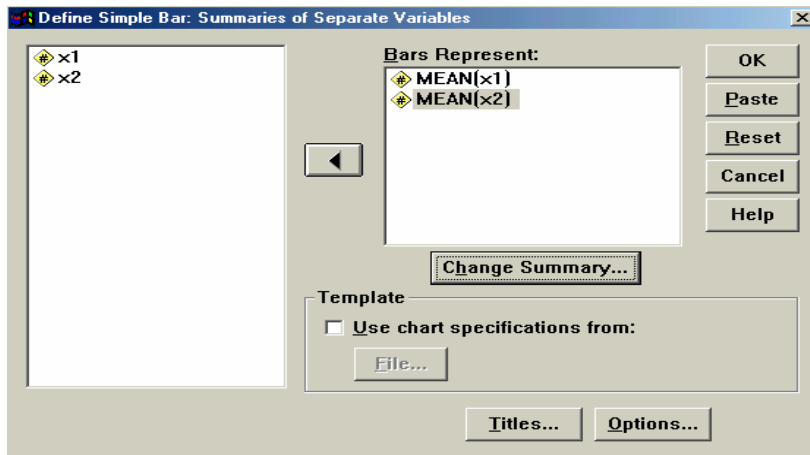 Define Simple Bar: Summaries of Separate Variables
x1
x2
Bars Represent:
MEAN(x1)
MEAN(x2)
OK
Paste
Reset
Cancel
Help
Change Summary...
Template
Use chart specifications from:
File...
Titles...
Options...